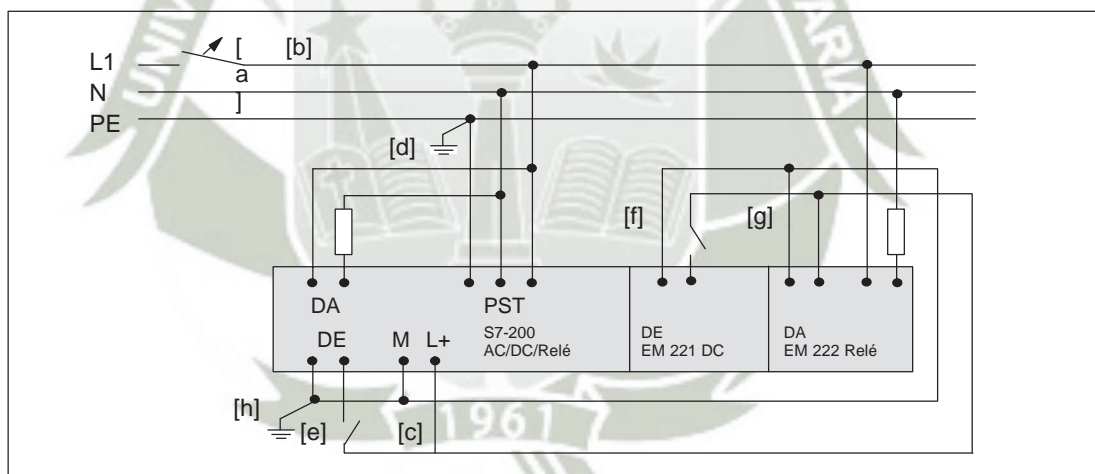 [ [b]
L1
a
N
]
PE
[d]
[f] [g]
DA PST
S7-200
AC/DC/Relé
DE M L+
DE
EM 221 DC
DA
EM 222 Relé
[h]
[e] [c]
1961